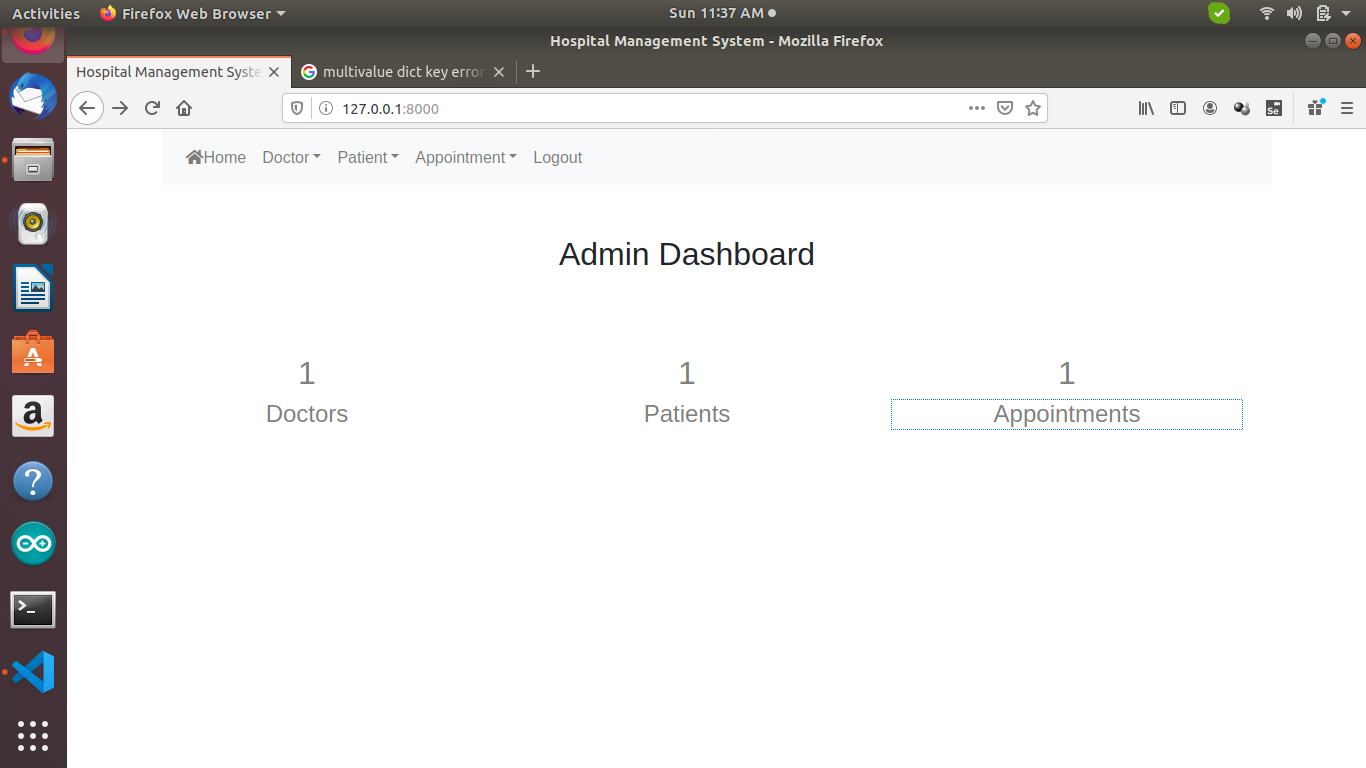 Activities Firefox Web Browser Sun 11:37 AM
Hospital Management System - Mozilla Firefox
Hospital Management Syste multivalue dict key error
127.0.0.1:8000
Se
Home Doctor Patient Appointment Logout
Admin Dashboard
1 1 1
Doctors Patients Appointments